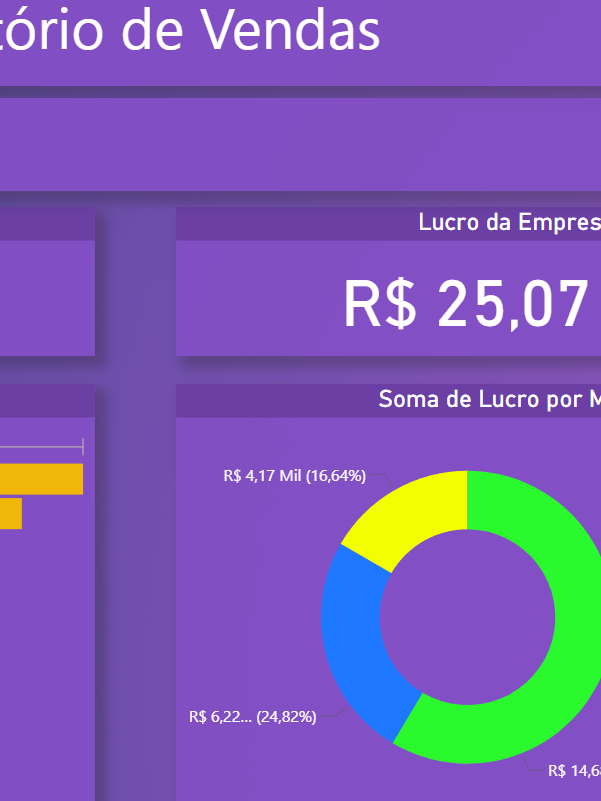 tório de Vendas
Lucro da Empres
R$ 25,07
Soma de Lucro por M
R$ 4,17 Mil (16,64%)
R$ 6,22... (24,82%)
R$ 14,6